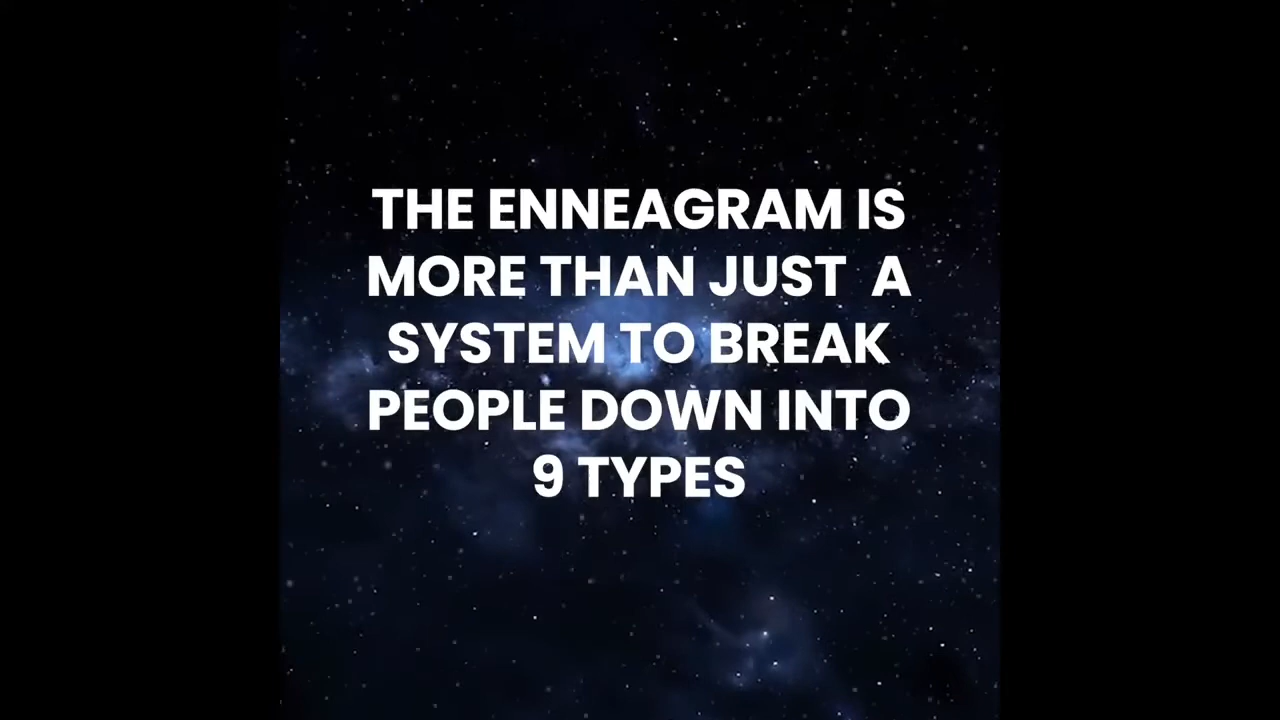 THE ENNEAGRAM IS
MORE THAN JUST  A
SYSTEM TO BREAK
PEOPLE DOWN INTO
9 TYPES